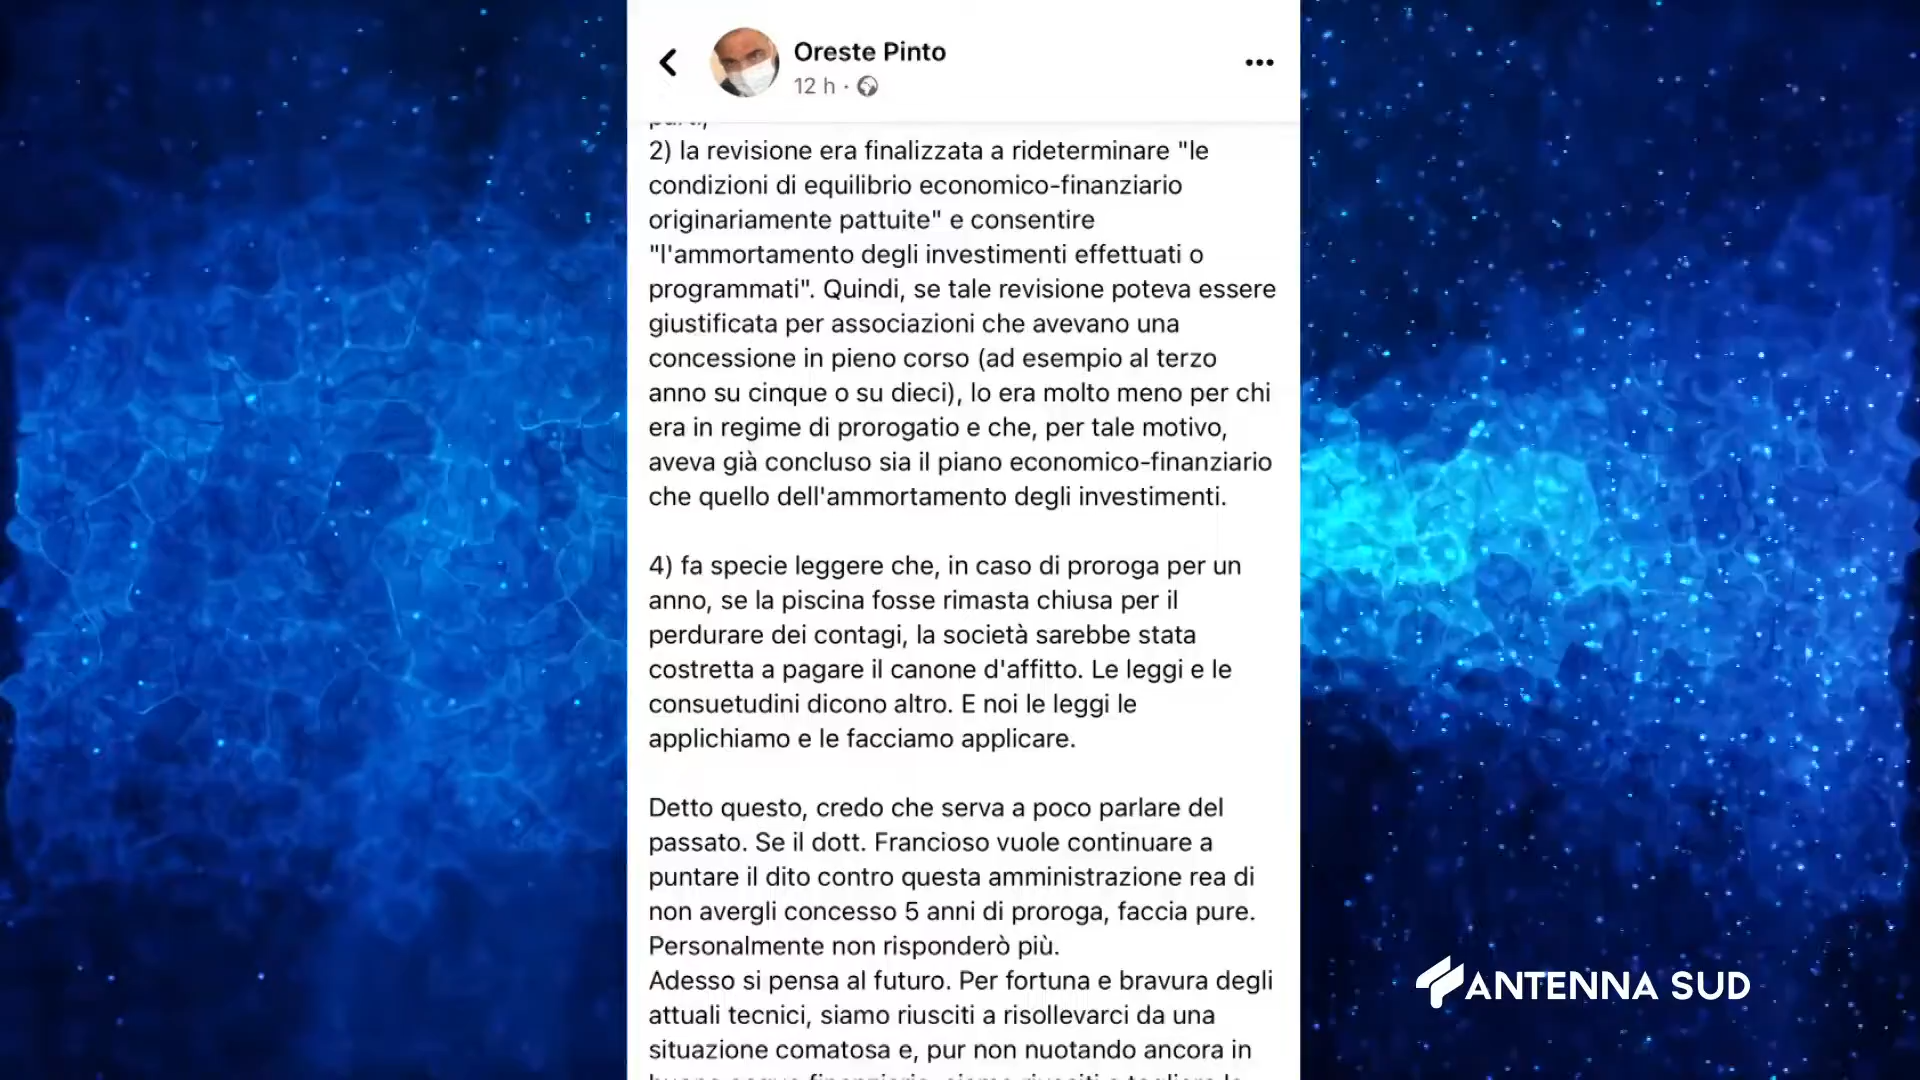 Oreste Pinto
12 h ·
2) la revisione era finalizzata a rideterminare "le
condizioni di equilibrio economico-finanziario
originariamente pattuite" e consentire
"l'ammortamento degli investimenti effettuati o
programmati". Quindi, se tale revisione poteva essere
giustificata per associazioni che avevano una
concessione in pieno corso (ad esempio al terzo
anno su cinque o su dieci), lo era molto meno per chi
era in regime di prorogatio e che, per tale motivo,
aveva già concluso sia il piano economico-finanziario
che quello dell'ammortamento degli investimenti.
4) fa specie leggere che, in caso di proroga per un
anno, se la piscina fosse rimasta chiusa per il
perdurare dei contagi, la società sarebbe stata
costretta a pagare il canone d'affitto. Le leggi e le
consuetudini dicono altro. E noi le leggi le
applichiamo e le facciamo applicare.
Detto questo, credo che serva a poco parlare del
passato. Se il dott. Francioso vuole continuare a
puntare il dito contro questa amministrazione rea di
non avergli concesso 5 anni di proroga, faccia pure.
Personalmente non risponderò più.
Adesso si pensa al futuro. Per fortuna e bravura degli
attuali tecnici, siamo riusciti a risollevarci da una
situazione comatosa e, pur non nuotando ancora in
ANTENNA SUD